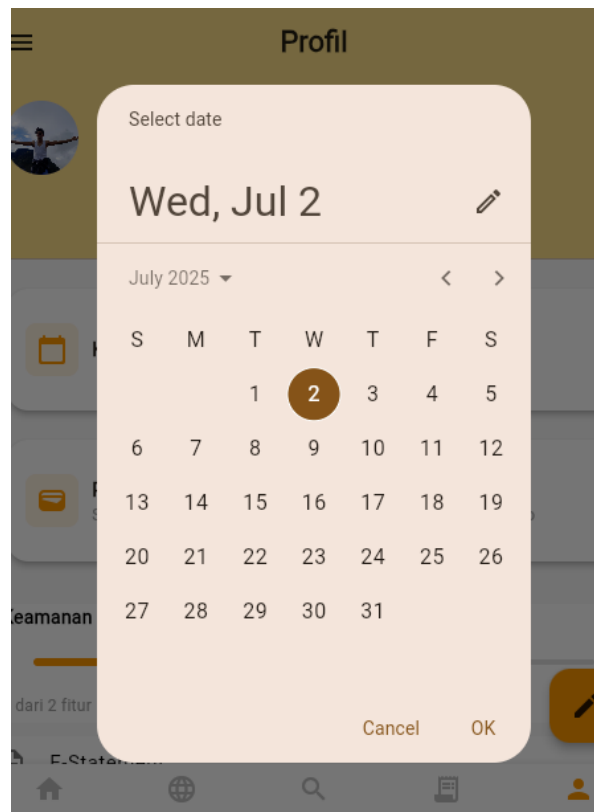 Profil
Select date
Wed, Jul 2
July 2025
S M T W T F S
1 2 3 4 5
6 7 8 9 10 11 12
13 14 15 16 17 18 19
20 21 22 23 24 25 26
27 28 29 30 31
Keamanan
dari 2 fitur
Cancel OK
E-Statement